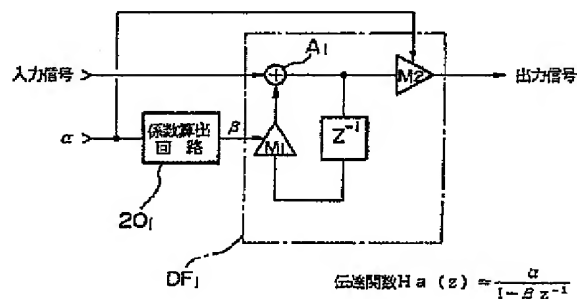 A₁
入力信号
M2
出力信号
α
係数算出
回路
β
M1
Z⁻¹
20₁
DF₁
伝達関数Ha(z)=α/(1-βz⁻¹)